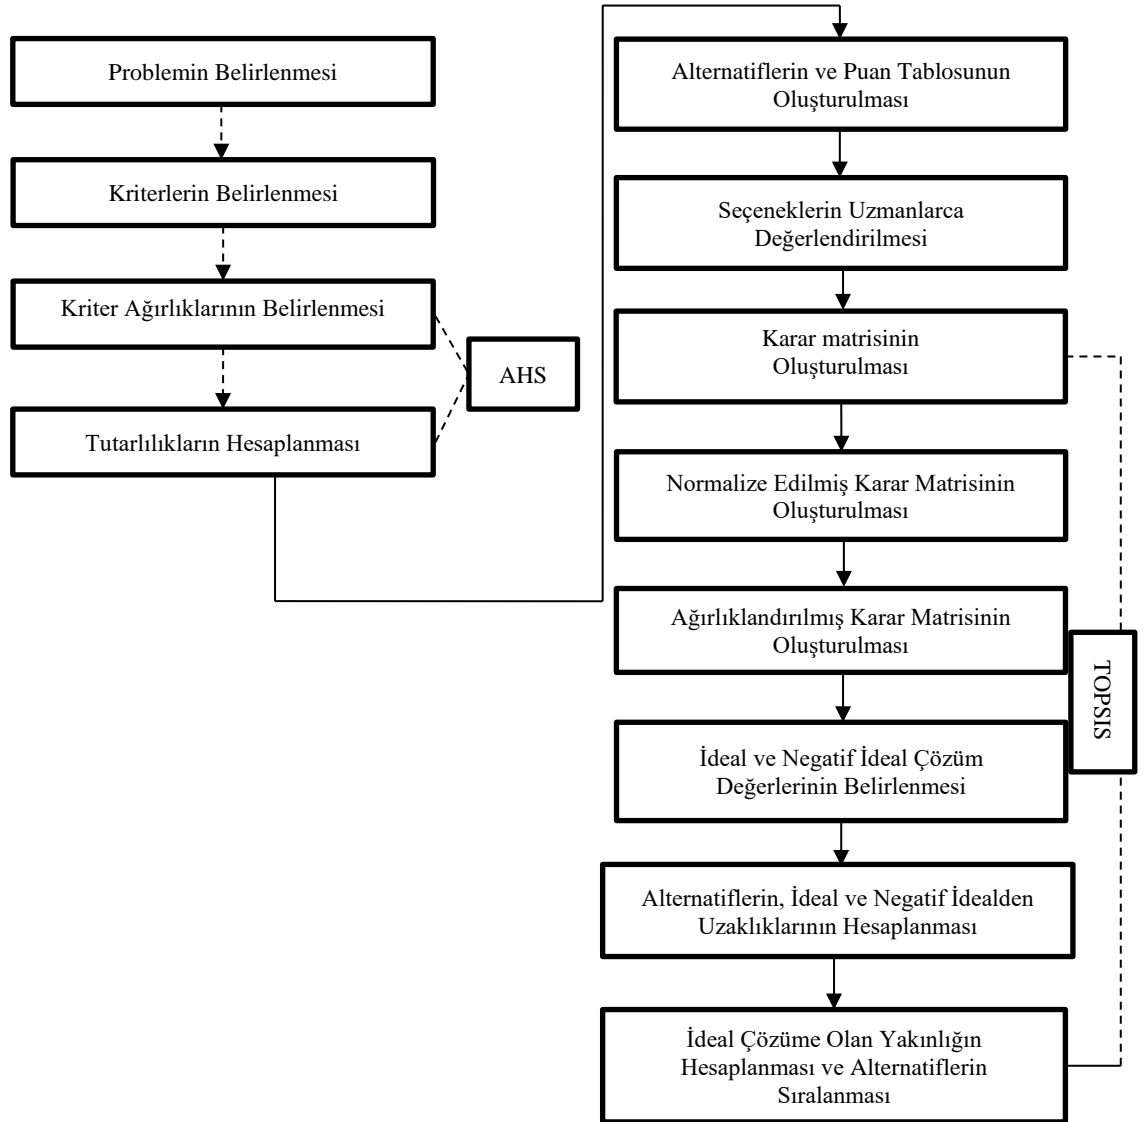 Problemin Belirlenmesi
Kriterlerin Belirlenmesi
Kriter Ağırlıklarının Belirlenmesi
AHS
Tutarlılıkların Hesaplanması
Alternatiflerin ve Puan Tablosunun
Oluşturulması
Seçeneklerin Uzmanlarca
Değerlendirilmesi
Karar matrisinin
Oluşturulması
Normalize Edilmiş Karar Matrisinin
Oluşturulması
Ağırlıklandırılmış Karar Matrisinin
Oluşturulması
TOPSIS
İdeal ve Negatif İdeal Çözüm
Değerlerinin Belirlenmesi
Alternatiflerin, İdeal ve Negatif İdealden
Uzaklıklarının Hesaplanması
İdeal Çözüme Olan Yakınlığın
Hesaplanması ve Alternatiflerin
Sıralanması